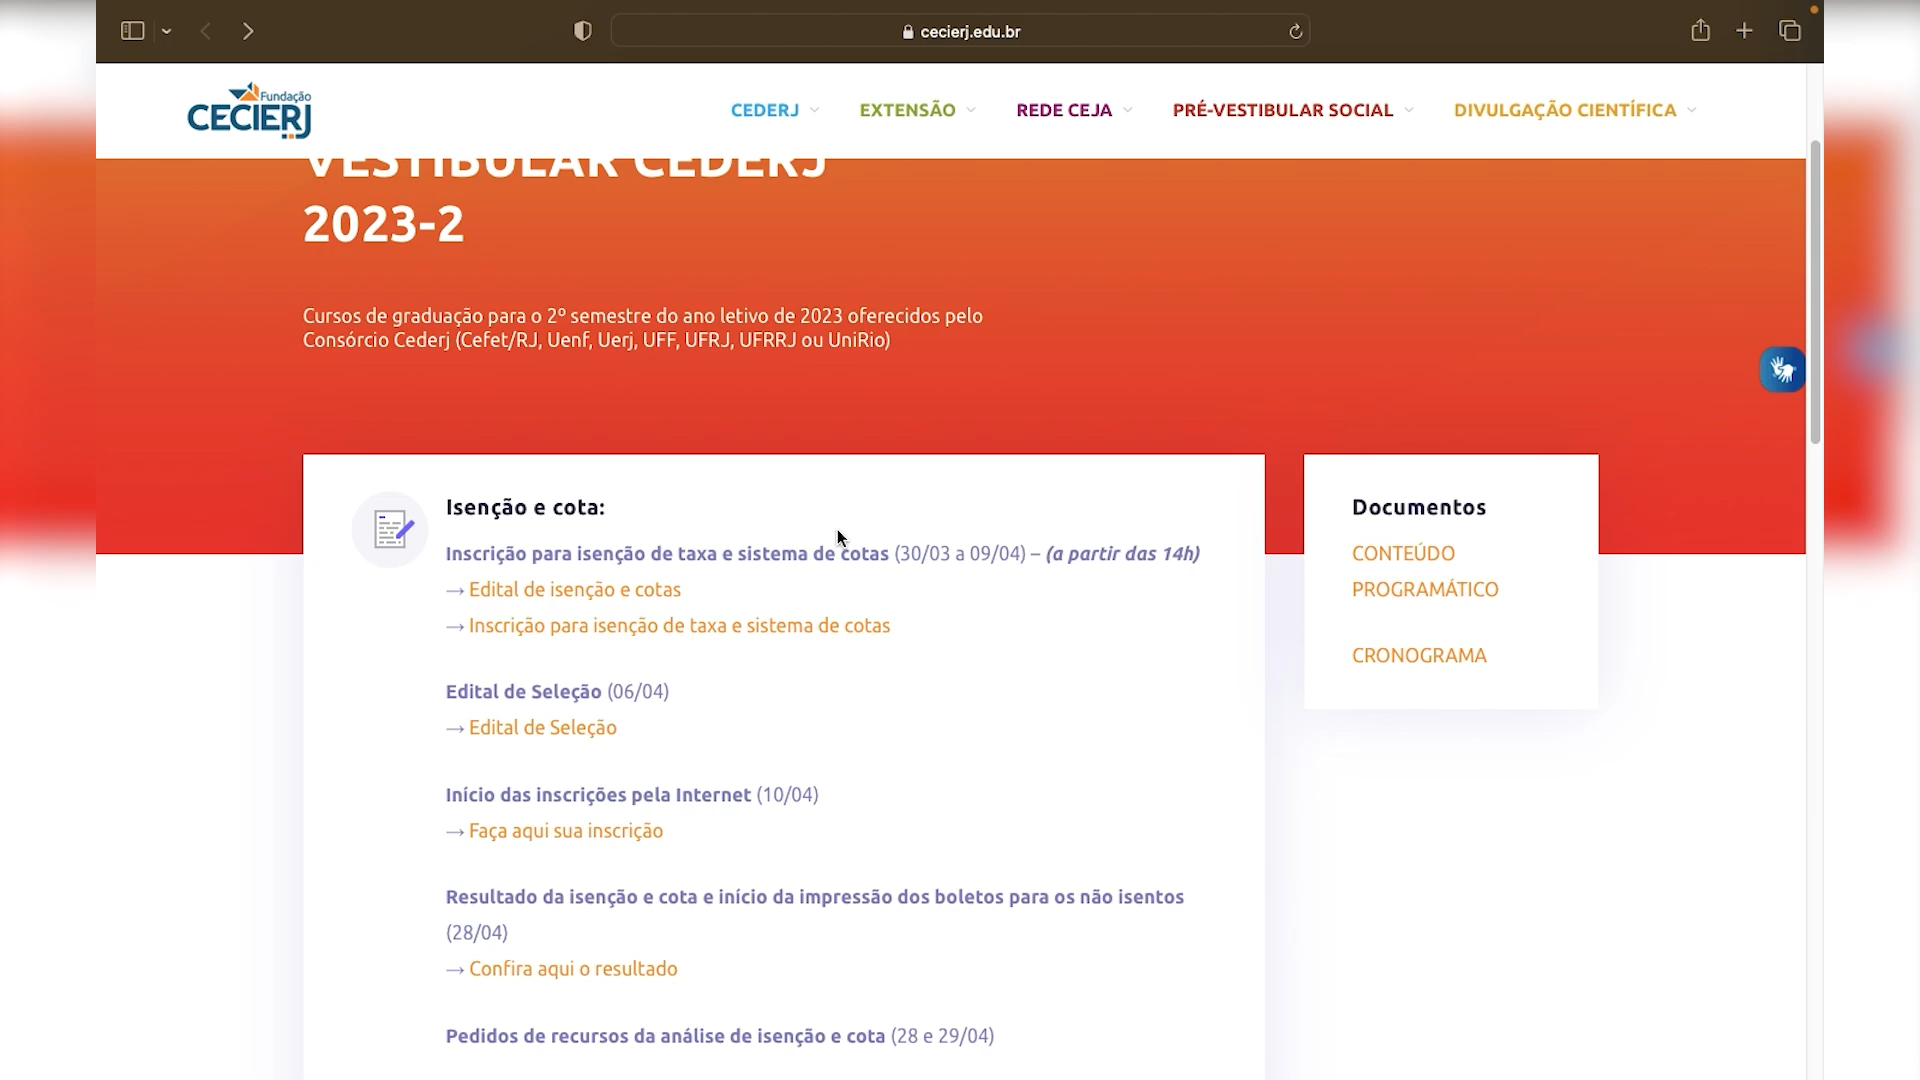 cecierj.edu.br
Fundação
CECIERJ
CEDERJ
EXTENSÃO
REDE CEJA
PRÉ-VESTIBULAR SOCIAL
DIVULGAÇÃO CIENTÍFICA
VESTIBULAR CEDERJ
2023-2
Cursos de graduação para o 2º semestre do ano letivo de 2023 oferecidos pelo
Consórcio Cederj (Cefet/RJ, Uenf, Uerj, UFF, UFRJ, UFRRJ ou UniRio)
Isenção e cota:
Inscrição para isenção de taxa e sistema de cotas (30/03 a 09/04) – (a partir das 14h)
→ Edital de isenção e cotas
→ Inscrição para isenção de taxa e sistema de cotas
Edital de Seleção (06/04)
→ Edital de Seleção
Início das inscrições pela Internet (10/04)
→ Faça aqui sua inscrição
Resultado da isenção e cota e início da impressão dos boletos para os não isentos
(28/04)
→ Confira aqui o resultado
Pedidos de recursos da análise de isenção e cota (28 e 29/04)
Documentos
CONTEÚDO
PROGRAMÁTICO
CRONOGRAMA